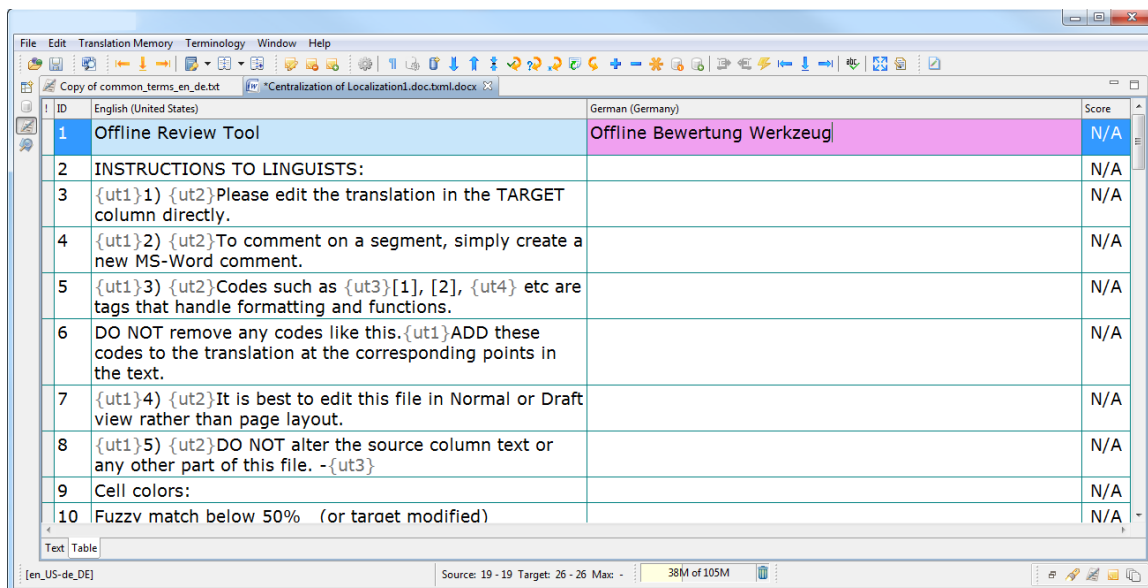 File Edit Translation Memory Terminology Window Help
Copy of common_terms_en_de.txt *Centralization of Localization1.doc.txml.docx
! ID English (United States) German (Germany) Score
1 Offline Review Tool Offline Bewertung Werkzeug N/A
2 INSTRUCTIONS TO LINGUISTS: N/A
3 {ut1}1) {ut2}Please edit the translation in the TARGET N/A
column directly.
4 {ut1}2) {ut2}To comment on a segment, simply create a N/A
new MS-Word comment.
5 {ut1}3) {ut2}Codes such as {ut3}[1], [2], {ut4} etc are N/A
tags that handle formatting and functions.
6 DO NOT remove any codes like this.{ut1}ADD these N/A
codes to the translation at the corresponding points in
the text.
7 {ut1}4) {ut2}It is best to edit this file in Normal or Draft N/A
view rather than page layout.
8 {ut1}5) {ut2}DO NOT alter the source column text or N/A
any other part of this file. -{ut3}
9 Cell colors: N/A
10 Fuzzy match below 50% (or target modified) N/A
Text Table
[en_US-de_DE] Source: 19 - 19 Target: 26 - 26 Max: - 38M of 105M